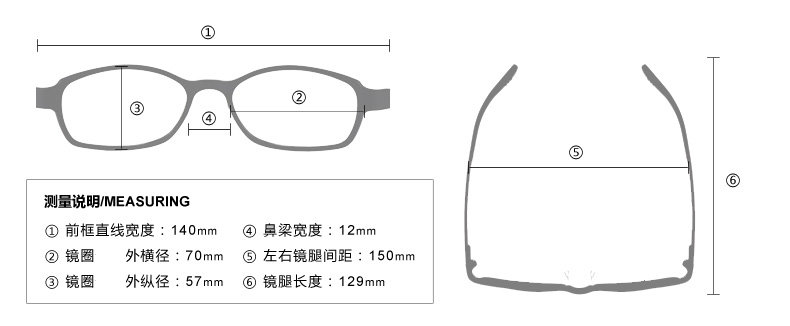 ①
②
③
④
⑤
⑥
测量说明/MEASURING
① 前框直线宽度：140mm ④ 鼻梁宽度：12mm
② 镜圈 外横径：70mm ⑤ 左右镜腿间距：150mm
③ 镜圈 外纵径：57mm ⑥ 镜腿长度：129mm